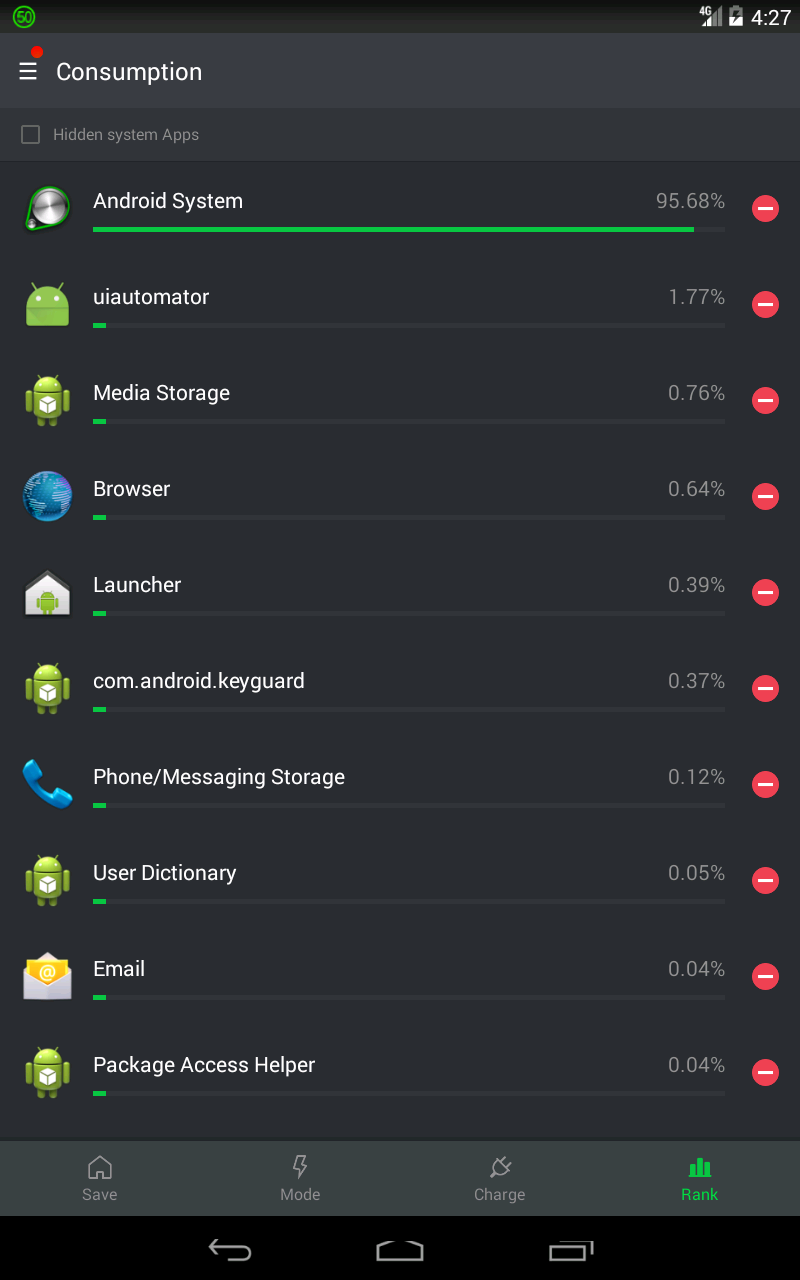 50
4G
4:27
Consumption
Hidden system Apps
Android System 95.68%
uiautomator 1.77%
Media Storage 0.76%
Browser 0.64%
Launcher 0.39%
com.android.keyguard 0.37%
Phone/Messaging Storage 0.12%
User Dictionary 0.05%
@
Email 0.04%
Package Access Helper 0.04%
Save Mode Charge Rank